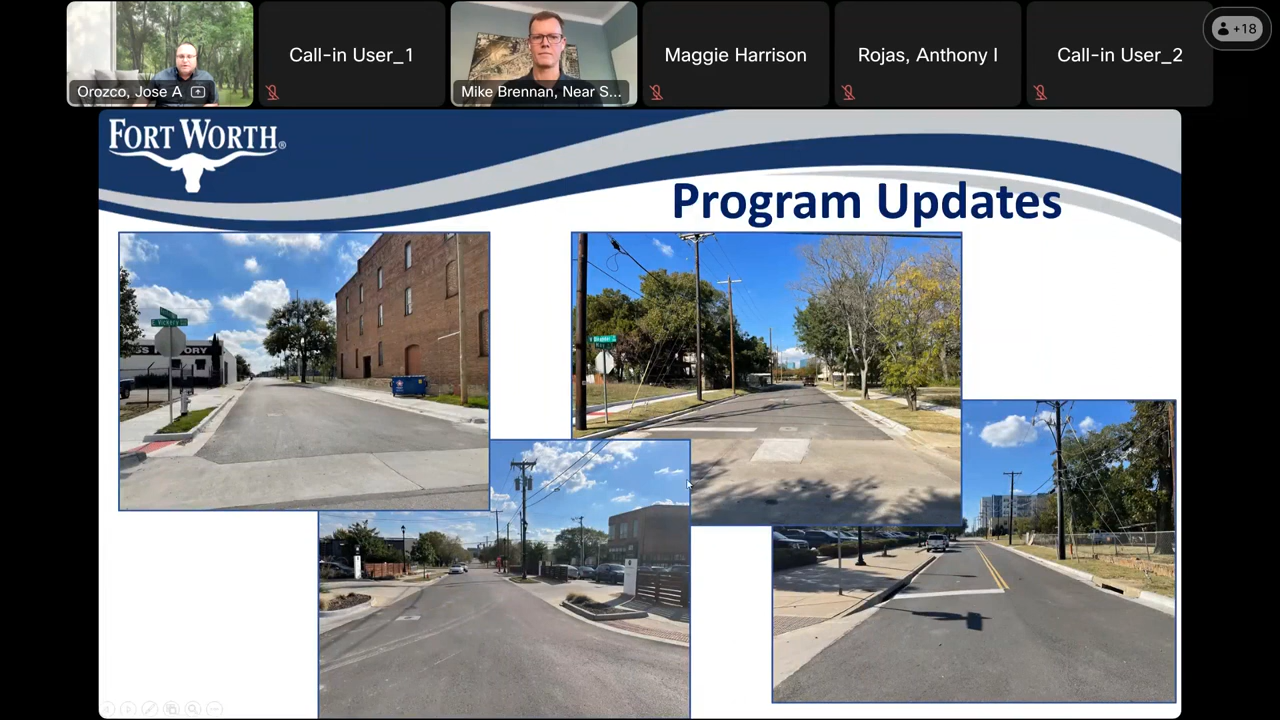 Orozco, Jose A
Call-in User_1
Mike Brennan, Near S...
Maggie Harrison
Rojas, Anthony I
Call-in User_2
+18
FORT WORTH®
Program Updates